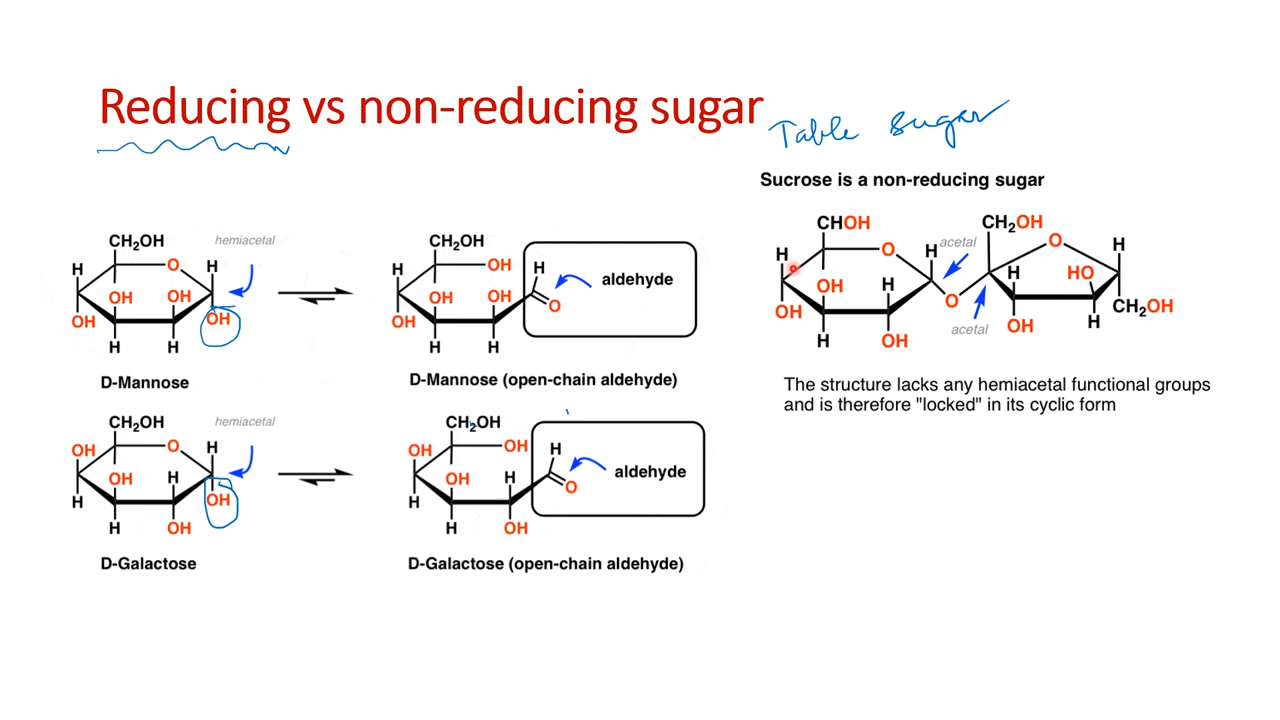 Reducing vs non-reducing sugar
Table sugar
Sucrose is a non-reducing sugar
CH2OH
hemiacetal
H
O
H
OH
OH
OH
OH
H
H
D-Mannose
CH2OH
OH
H
H
aldehyde
OH
OH
O
OH
H
H
D-Mannose (open-chain aldehyde)
CH2OH
hemiacetal
OH
O
H
OH
H
OH
H
H
OH
D-Galactose
CH2OH
OH
OH
H
aldehyde
OH
H
O
H
H
OH
D-Galactose (open-chain aldehyde)
CHOH
H
O
H
acetal
OH
H
OH
H
OH
O
CH2OH
O
H
H
HO
acetal
OH
H
CH2OH
The structure lacks any hemiacetal functional groups
and is therefore "locked" in its cyclic form